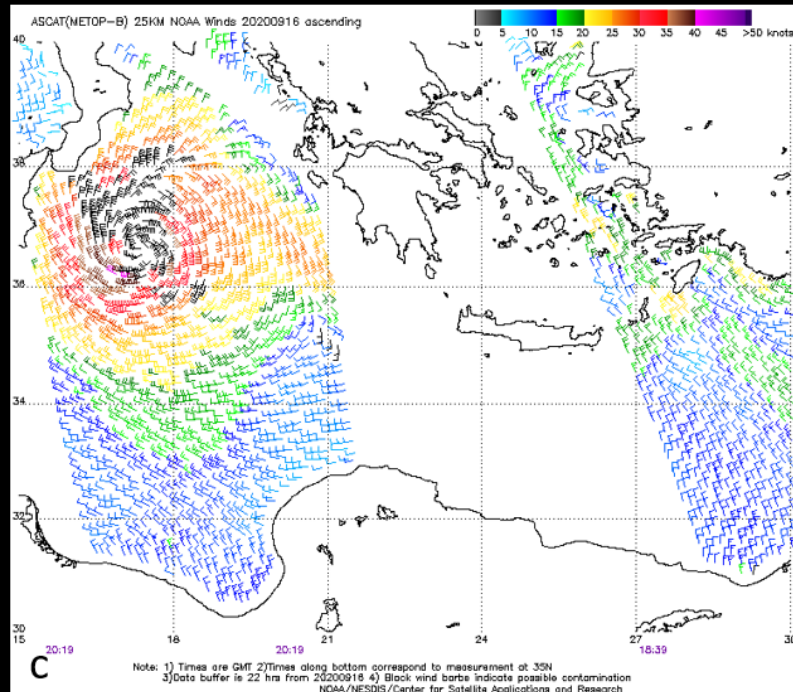 ASCAT(METOP-B) 25KM NOAA Winds 20200916 ascending
0 5 10 15 20 25 30 35 40 45 >50 knots
40
38
36
34
32
30
15 18 21 24 27 30
20:19 20:19 18:39
C
Note: 1) Times are GMT 2)Times along bottom correspond to measurement at 35N
3)Data buffer is 22 hrs from 20200916 4) Black wind barbs indicate possible contamination
NOAA/NESDIS/Center for Satellite Applications and Research